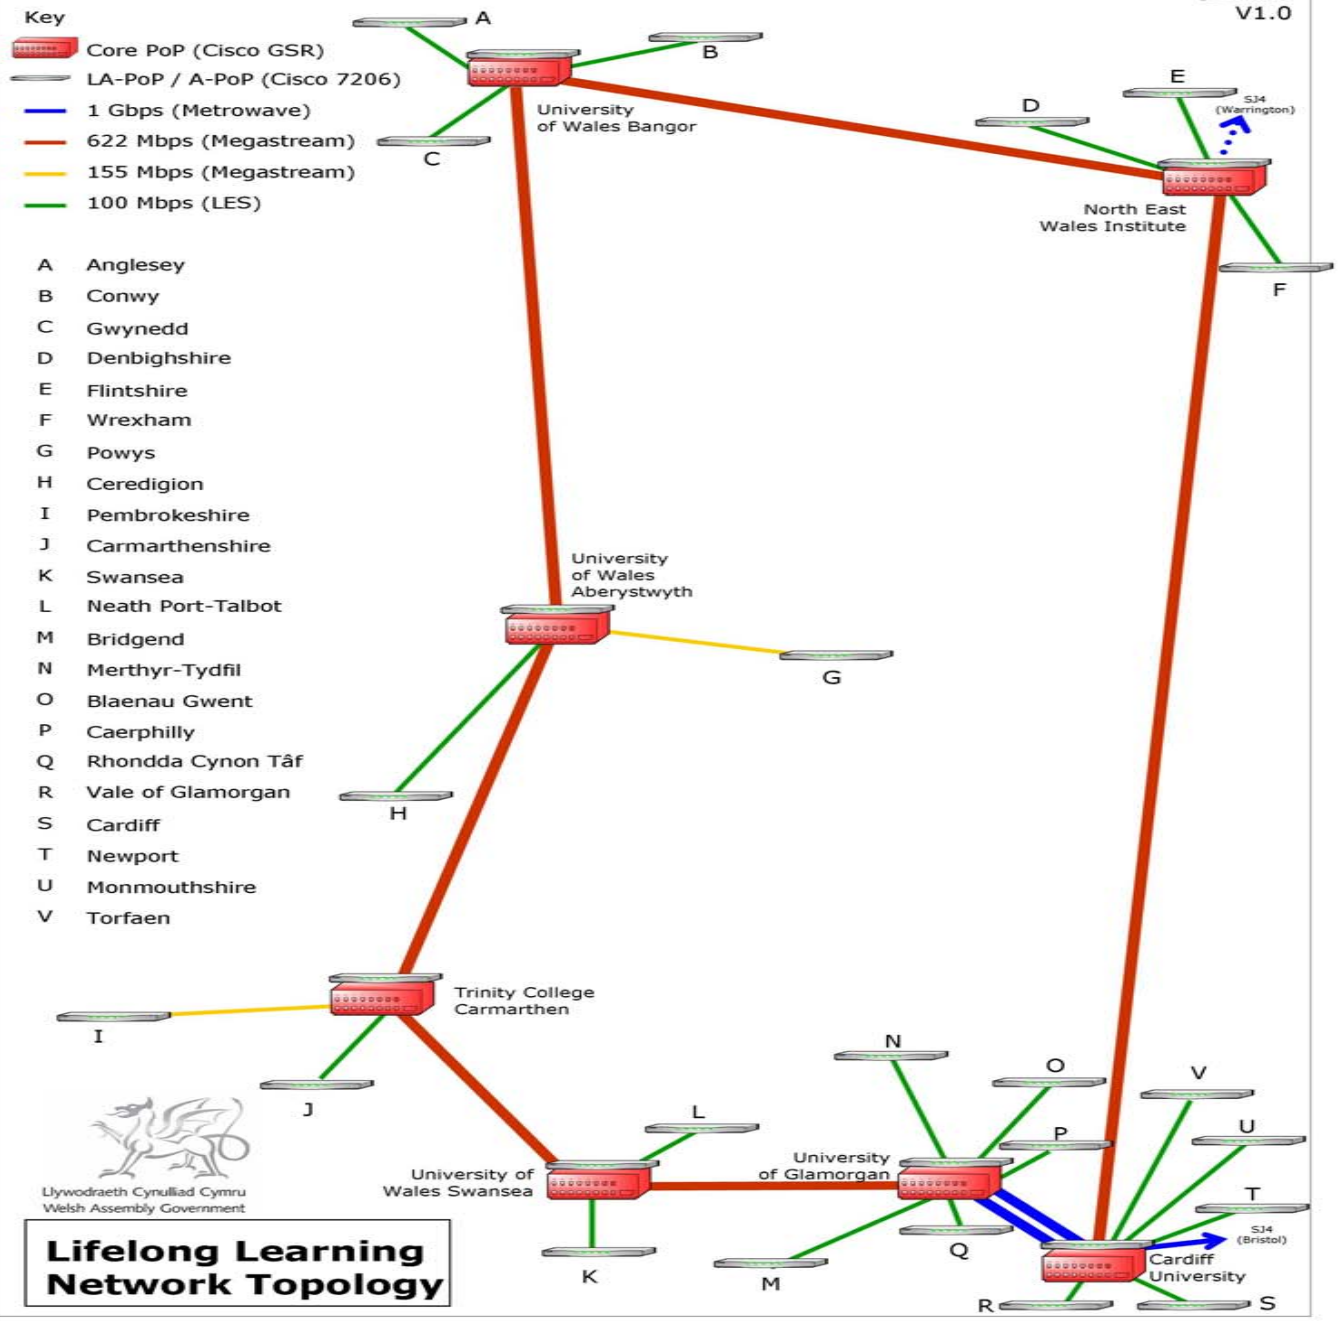 Key
Core PoP (Cisco GSR)
LA-PoP / A-PoP (Cisco 7206)
1 Gbps (Metrowave)
622 Mbps (Megastream)
155 Mbps (Megastream)
100 Mbps (LES)
A Anglesey
B Conwy
C Gwynedd
D Denbighshire
E Flintshire
F Wrexham
G Powys
H Ceredigion
I Pembrokeshire
J Carmarthenshire
K Swansea
L Neath Port-Talbot
M Bridgend
N Merthyr-Tydfil
O Blaenau Gwent
P Caerphilly
Q Rhondda Cynon Tâf
R Vale of Glamorgan
S Cardiff
T Newport
U Monmouthshire
V Torfaen
V1.0
A
B
University
of Wales Bangor
C
D
E
SJ4
(Warrington)
North East
Wales Institute
F
University
of Wales
Aberystwyth
G
H
Trinity College
Carmarthen
I
J
L
University of
Wales Swansea
K
N
O
P
University
of Glamorgan
Q
M
V
U
T
SJ4
(Bristol)
Cardiff
University
R
S
Llywodraeth Cynulliad Cymru
Welsh Assembly Government
Lifelong Learning
Network Topology